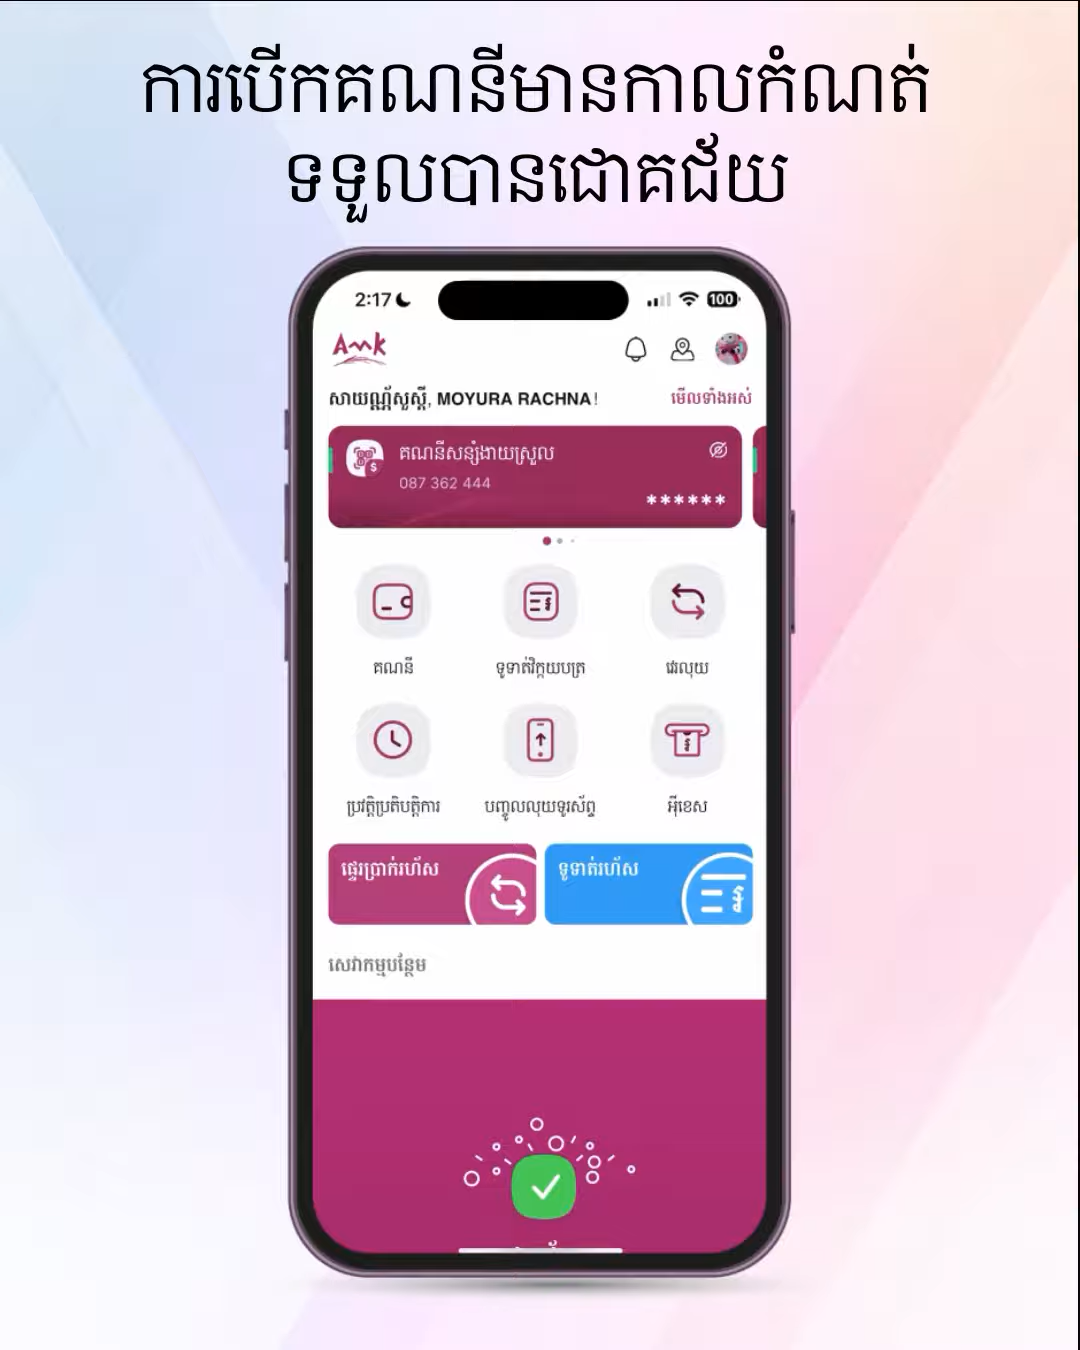 ការបើកគណនីមានកាលកំណត់
ទទួលបានជោគជ័យ
2:17
100
Amk
សាយណ្ណ័សួស្តី, MOYURA RACHNA!
មើលទាំងអស់
គណនីសន្សំងាយស្រួល
087 362 444
******
គណនី
ទូទាត់វិក្កយបត្រ
វេរលុយ
ប្រវត្តិប្រតិបត្តិការ
បញ្ចូលលុយទូរស័ព្ទ
អ៊ីខេស
ផ្ទេរប្រាក់រហ័ស
ទូទាត់រហ័ស
សេវាកម្មបន្ថែម